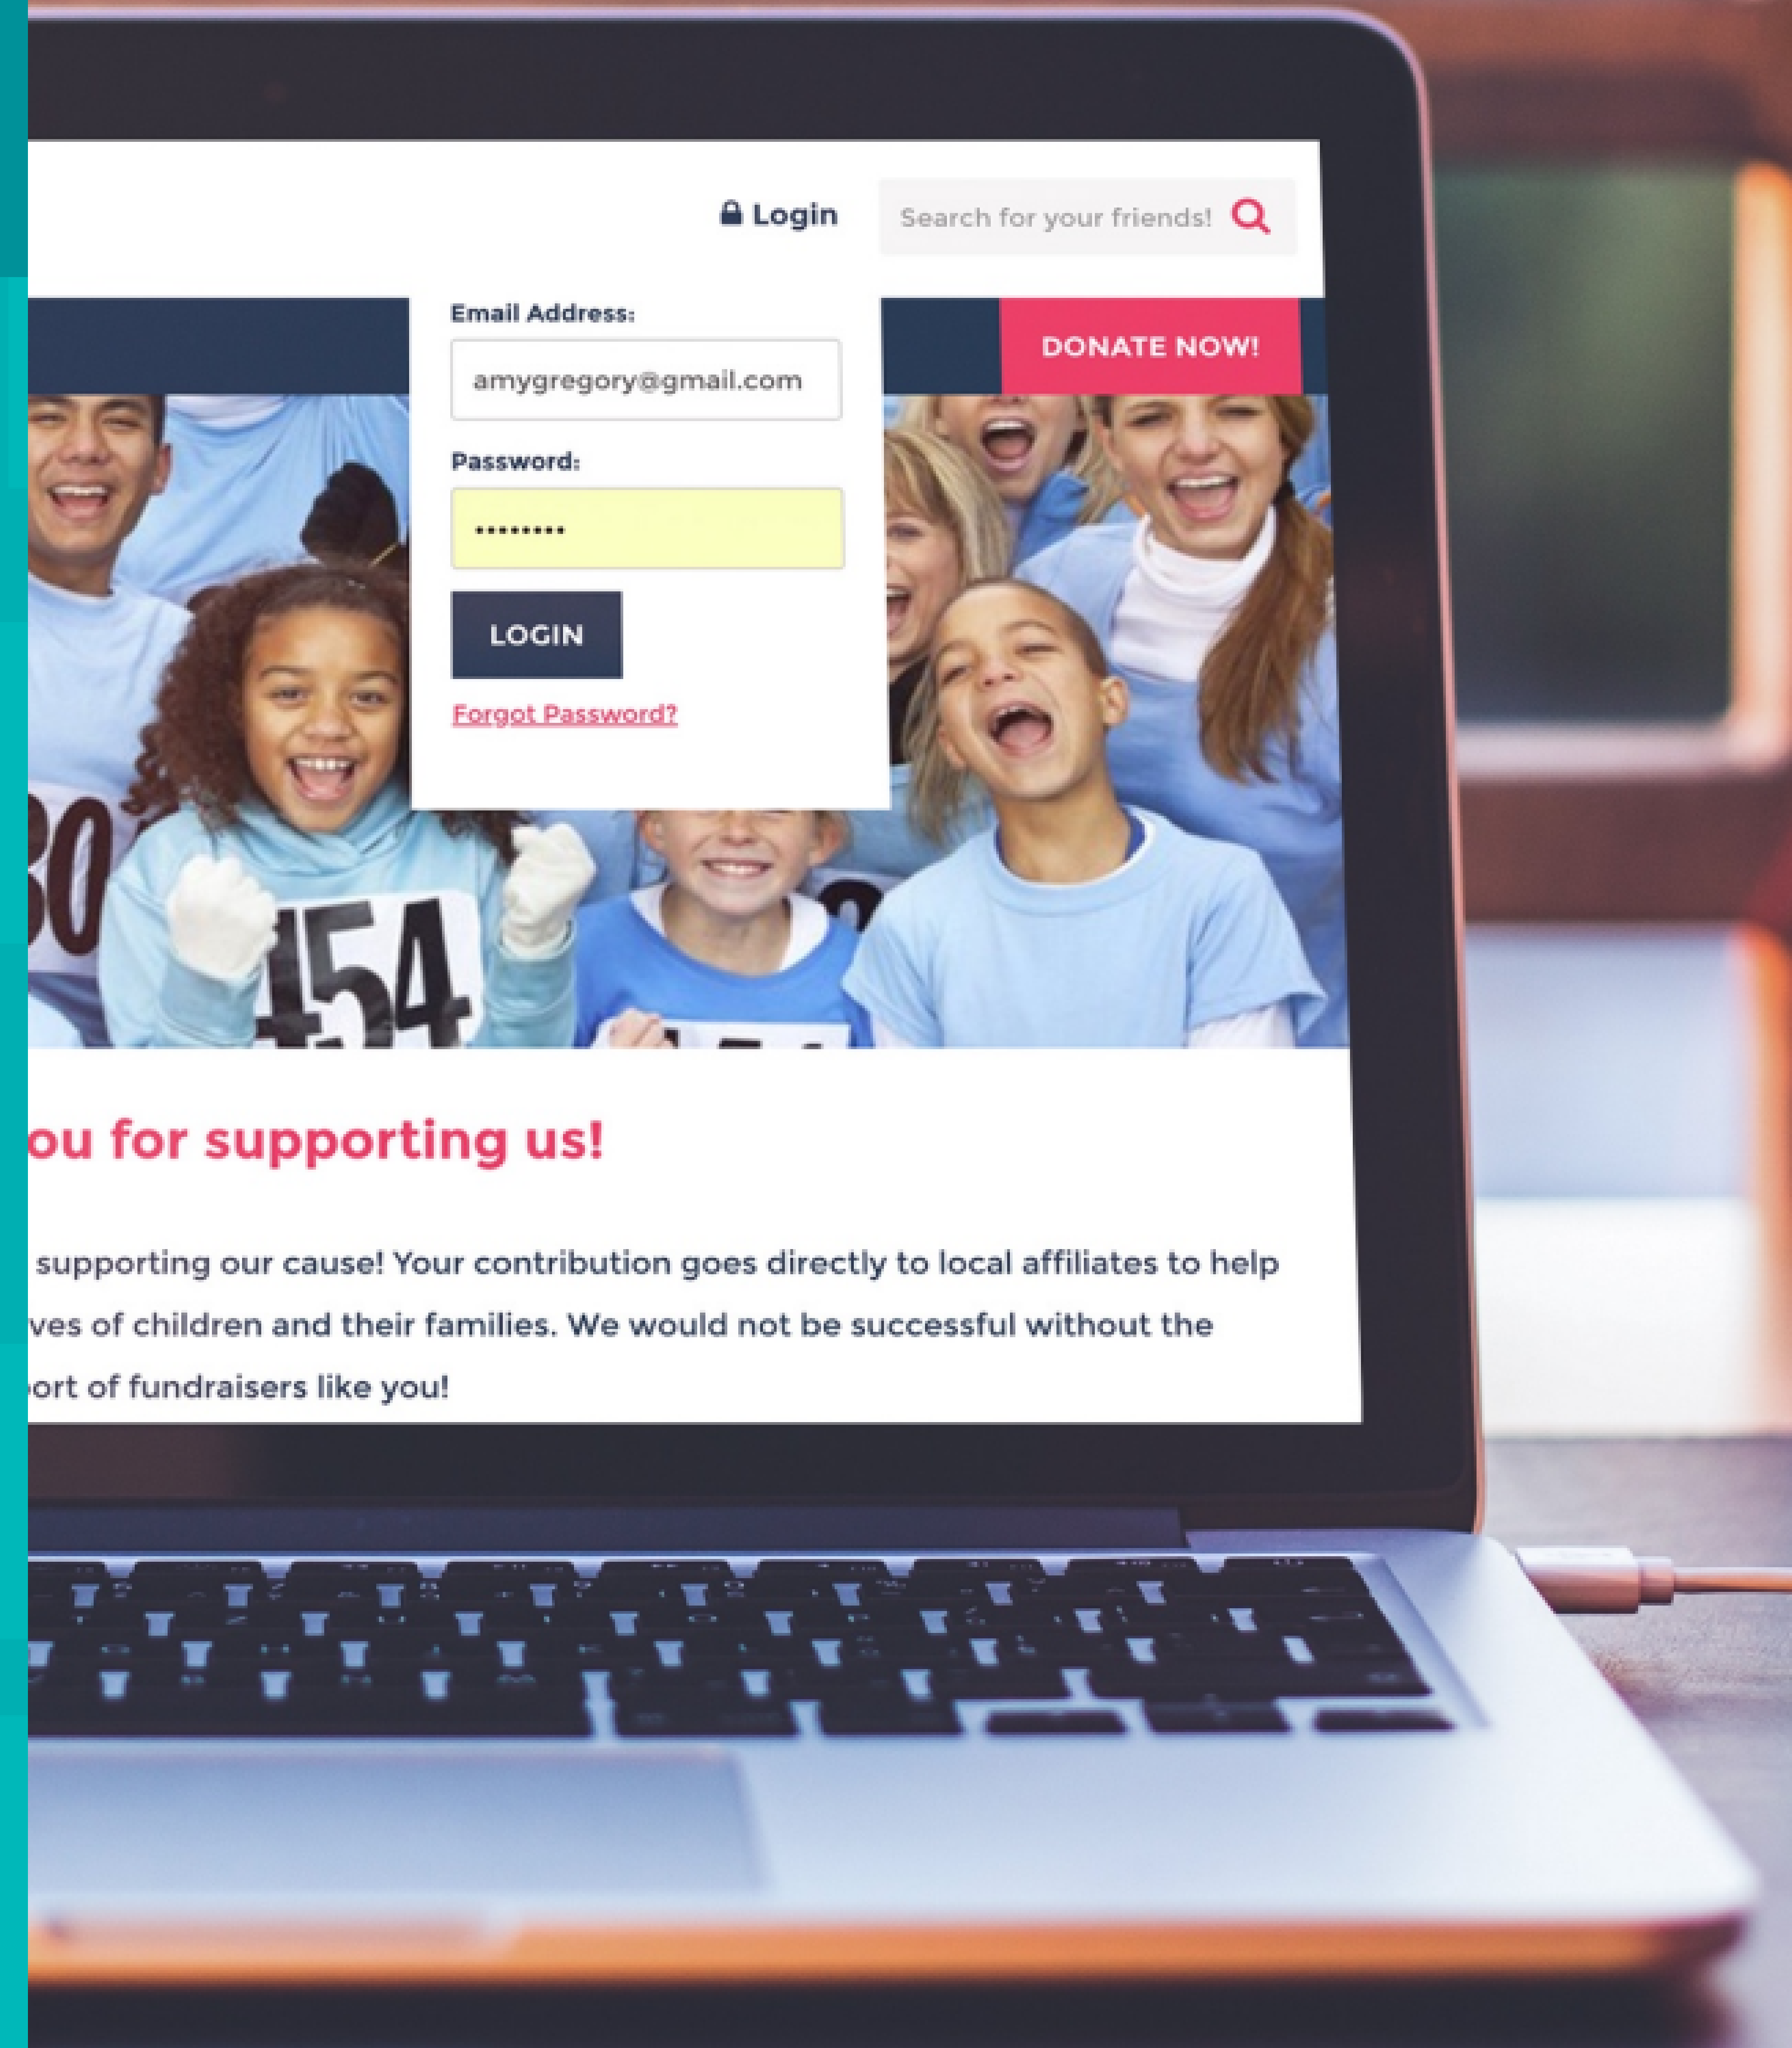 Login
Search for your friends!
Email Address:
DONATE NOW!
amygregory@gmail.com
Password:
••••••••
LOGIN
Forgot Password?
30
454
ou for supporting us!
supporting our cause! Your contribution goes directly to local affiliates to help
ves of children and their families. We would not be successful without the
ort of fundraisers like you!